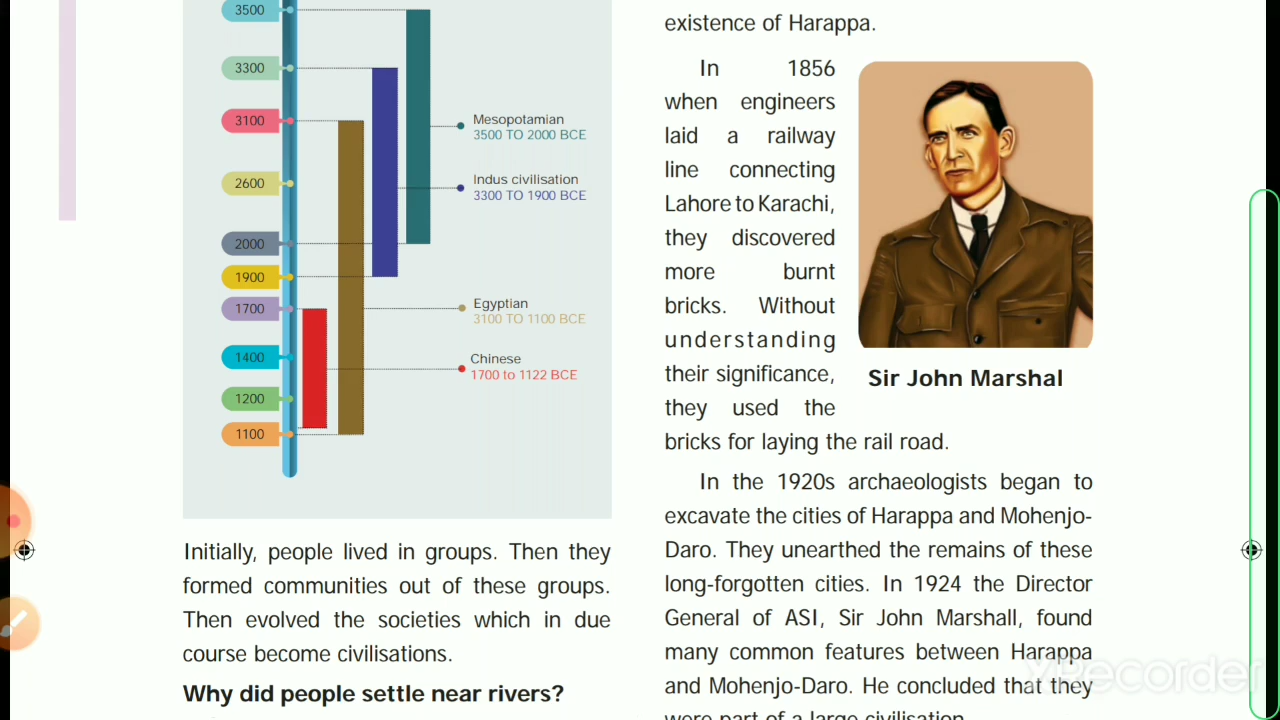 3500
3300
3100
2600
2000
1900
1700
1400
1200
1100
Mesopotamian
3500 TO 2000 BCE
Indus civilisation
3300 TO 1900 BCE
Egyptian
3100 TO 1100 BCE
Chinese
1700 to 1122 BCE
Initially, people lived in groups. Then they
formed communities out of these groups.
Then evolved the societies which in due
course become civilisations.
Why did people settle near rivers?
existence of Harappa.
In 1856
when engineers
laid a railway
line connecting
Lahore to Karachi,
they discovered
more burnt
bricks. Without
understanding
their significance,
they used the
bricks for laying the rail road.
Sir John Marshal
In the 1920s archaeologists began to
excavate the cities of Harappa and Mohenjo-
Daro. They unearthed the remains of these
long-forgotten cities. In 1924 the Director
General of ASI, Sir John Marshall, found
many common features between Harappa
and Mohenjo-Daro. He concluded that they
were part of a large civilisation.
XRecorder